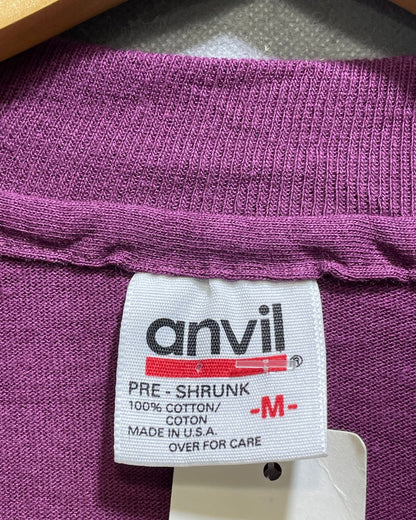 anvil®
PRE - SHRUNK
100% COTTON/
COTON
-M-
MADE IN U.S.A.
OVER FOR CARE